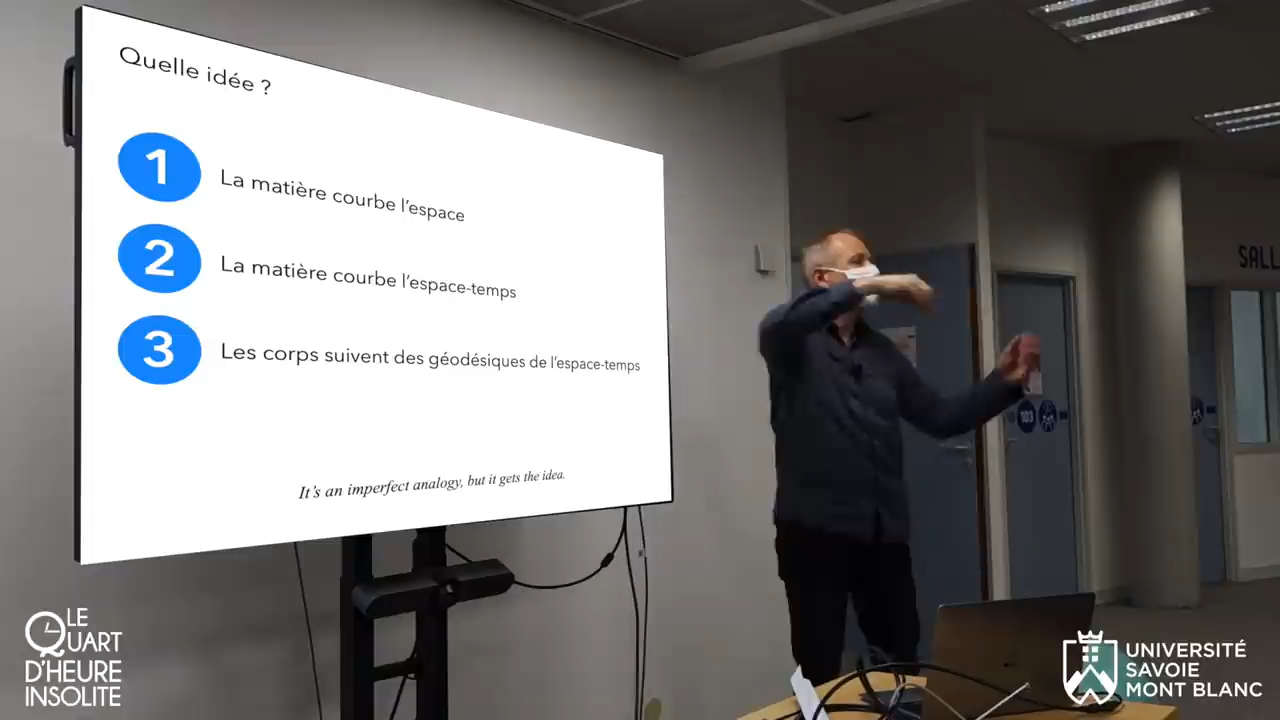 Quelle idée ?
1
La matière courbe l'espace
2
La matière courbe l'espace-temps
3
Les corps suivent des géodésiques de l'espace-temps
It's an imperfect analogy, but it gets the idea.
SALL
103
LE
QUART
D'HEURE
INSOLITE
UNIVERSITÉ
SAVOIE
MONT BLANC